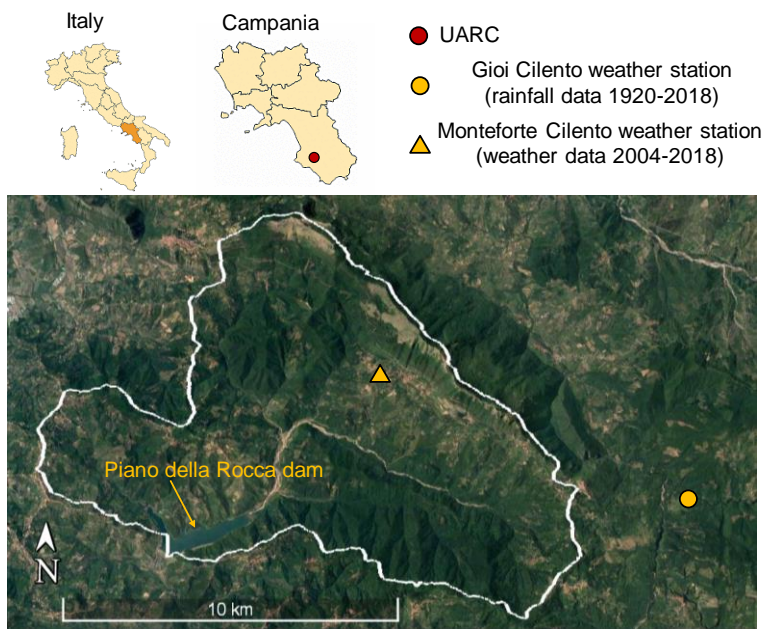 Italy
Campania
UARC
Gioi Cilento weather station
(rainfall data 1920-2018)
Monteforte Cilento weather station
(weather data 2004-2018)
Piano della Rocca dam
N
10 km